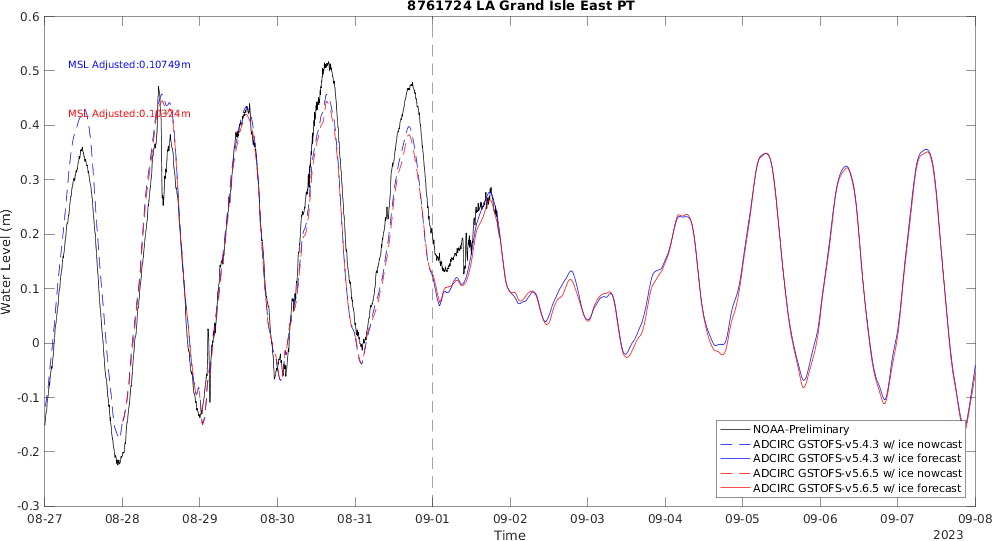 8761724 LA Grand Isle East PT
Water Level (m)
0.6
0.5
0.4
0.3
0.2
0.1
0
-0.1
-0.2
-0.3
MSL Adjusted:0.10749m
MSL Adjusted:0.10324m
NOAA-Preliminary
ADCIRC GSTOFS-v5.4.3 w/ ice nowcast
ADCIRC GSTOFS-v5.4.3 w/ ice forecast
ADCIRC GSTOFS-v5.6.5 w/ ice nowcast
ADCIRC GSTOFS-v5.6.5 w/ ice forecast
08-27 08-28 08-29 08-30 08-31 09-01 09-02 09-03 09-04 09-05 09-06 09-07 09-08
Time
2023